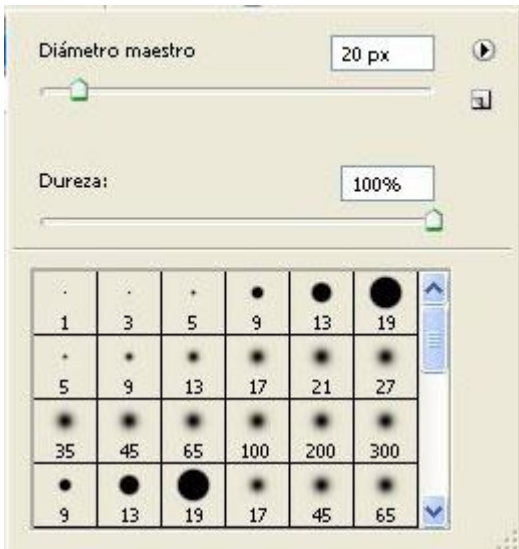 Diámetro maestro 20 px
Dureza: 100%
1 3 5 9 13 19
5 9 13 17 21 27
35 45 65 100 200 300
9 13 19 17 45 65